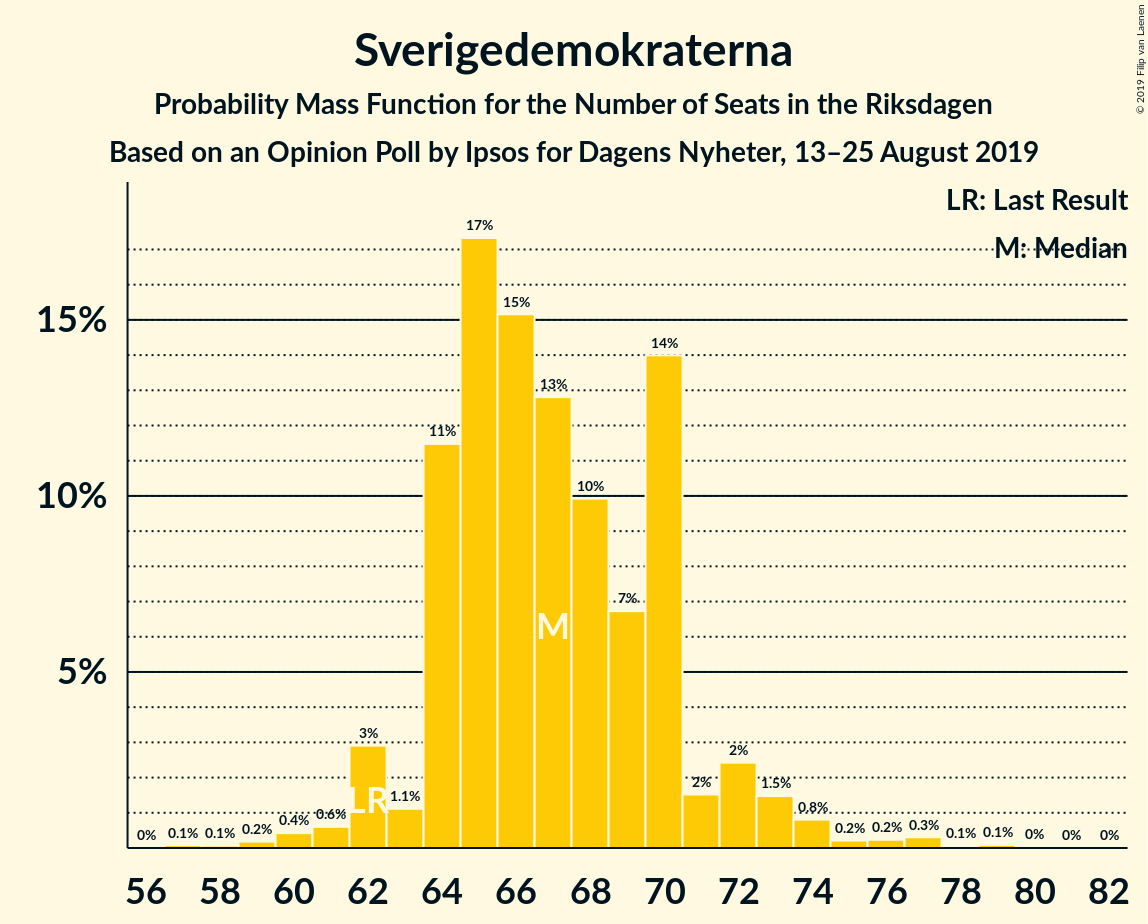 Sverigedemokraterna
Probability Mass Function for the Number of Seats in the Riksdagen
Based on an Opinion Poll by Ipsos for Dagens Nyheter, 13–25 August 2019
© 2019 Filip van Laenen
LR: Last Result
M: Median
17%
15%
15%
14%
13%
11%
10%
10%
7%
M
5%
3%
2%
LR
1.1%
2%
1.5%
0% 0.1% 0.1% 0.2% 0.4% 0.6% 0.8% 0.2% 0.2% 0.3% 0.1% 0.1% 0% 0% 0%
56 58 60 62 64 66 68 70 72 74 76 78 80 82